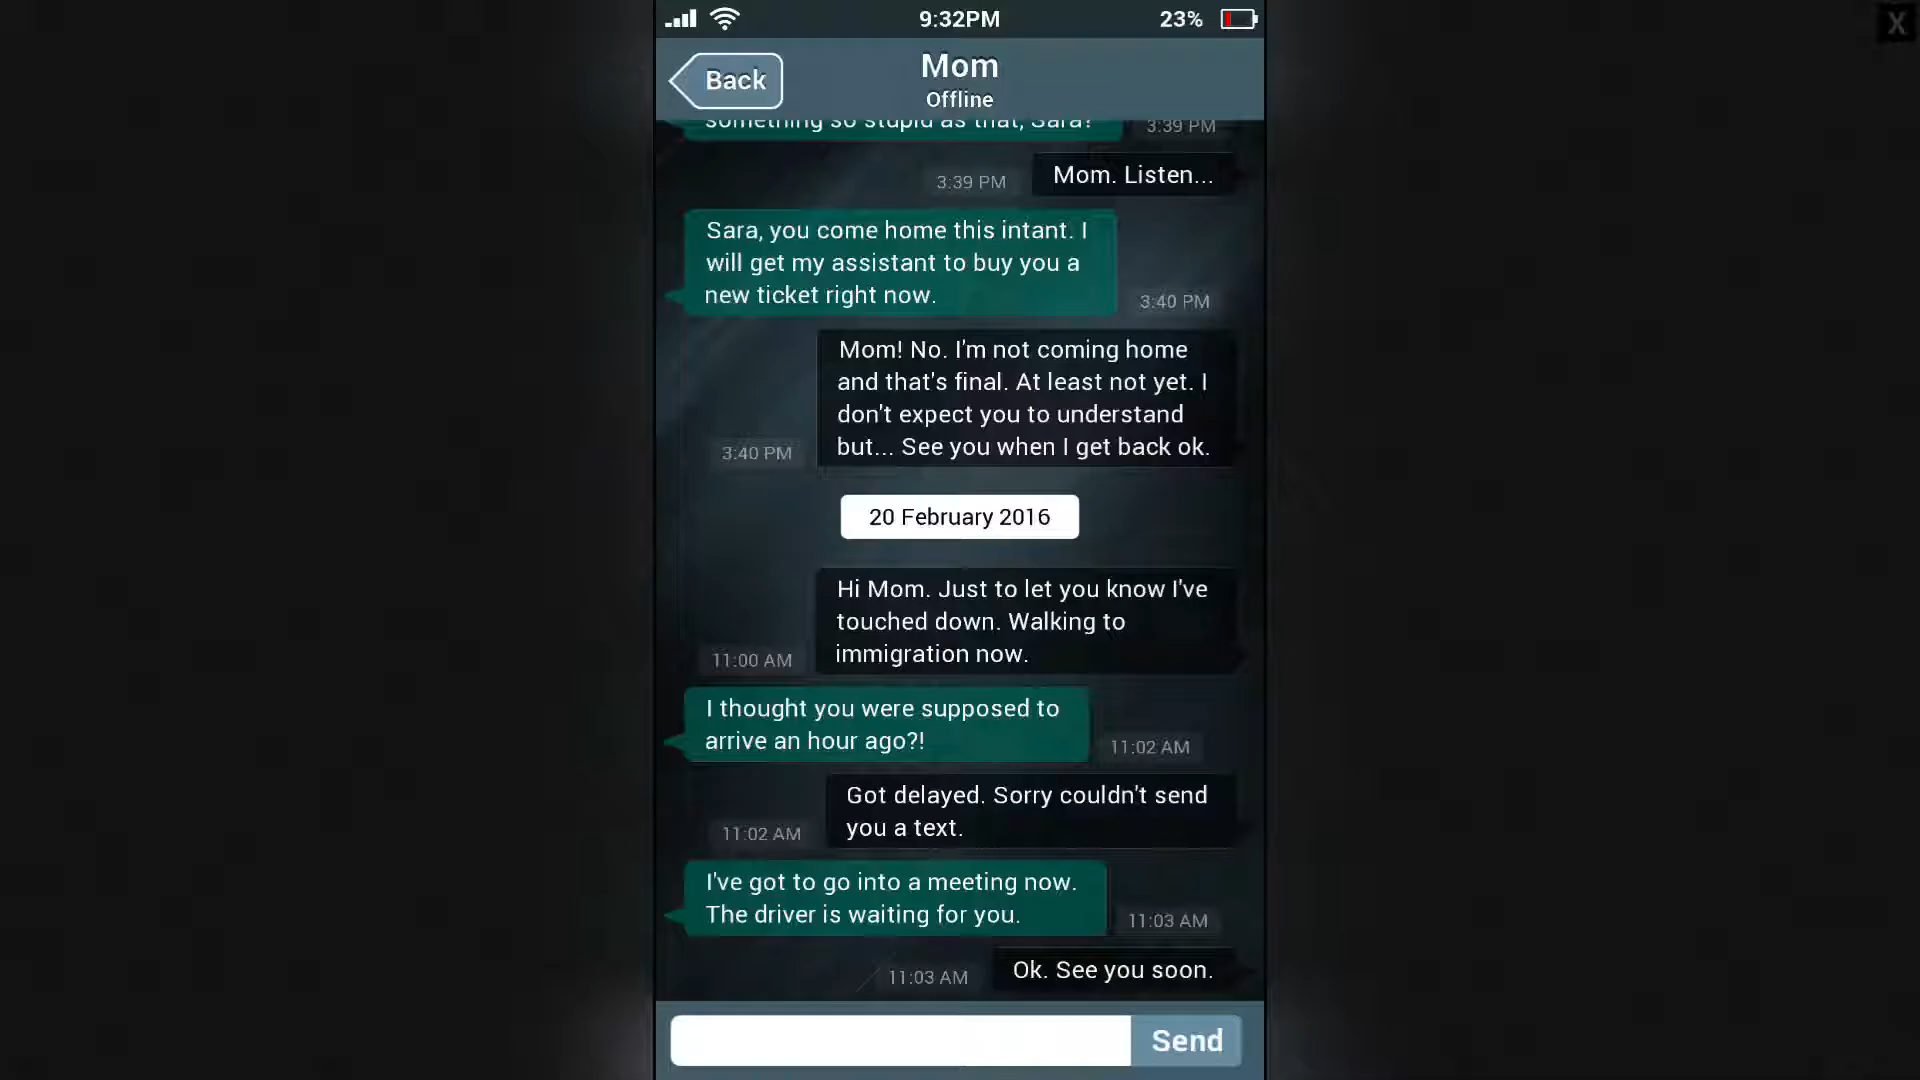 9:32PM
23%
X
Back
Mom
Offline
something so stupid as that, Sara?
3:39 PM
Mom. Listen...
3:39 PM
Sara, you come home this intant. I
will get my assistant to buy you a
new ticket right now.
3:40 PM
Mom! No. I'm not coming home
and that's final. At least not yet. I
don't expect you to understand
but... See you when I get back ok.
3:40 PM
20 February 2016
Hi Mom. Just to let you know I've
touched down. Walking to
immigration now.
11:00 AM
I thought you were supposed to
arrive an hour ago?!
11:02 AM
Got delayed. Sorry couldn't send
you a text.
11:02 AM
I've got to go into a meeting now.
The driver is waiting for you.
11:03 AM
Ok. See you soon.
11:03 AM
Send